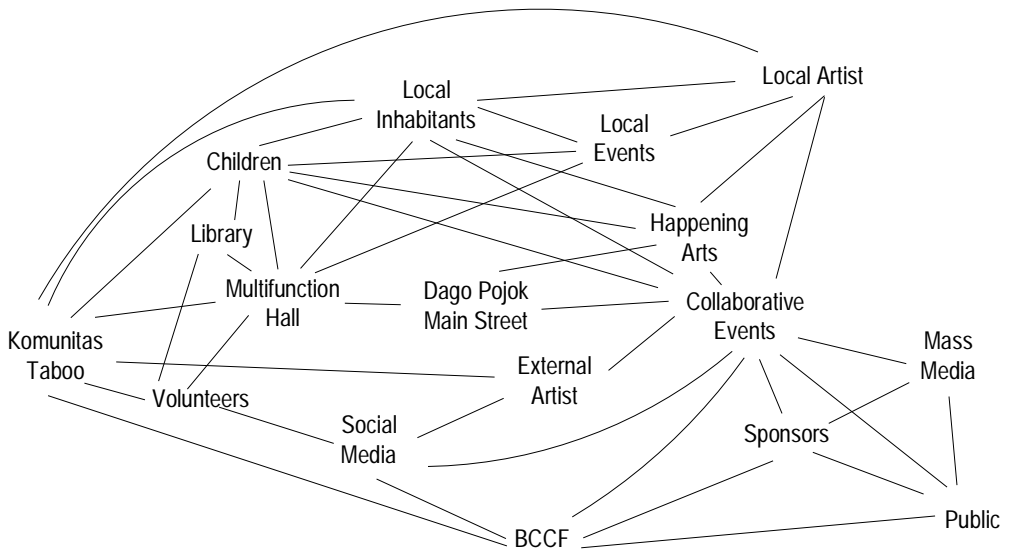 Local Artist
Local
Inhabitants
Local
Events
Children
Library
Happening
Arts
Multifunction
Hall
Dago Pojok
Main Street
Collaborative
Events
Komunitas
Taboo
Mass
Media
External
Artist
Volunteers
Social
Media
Sponsors
Public
BCCF